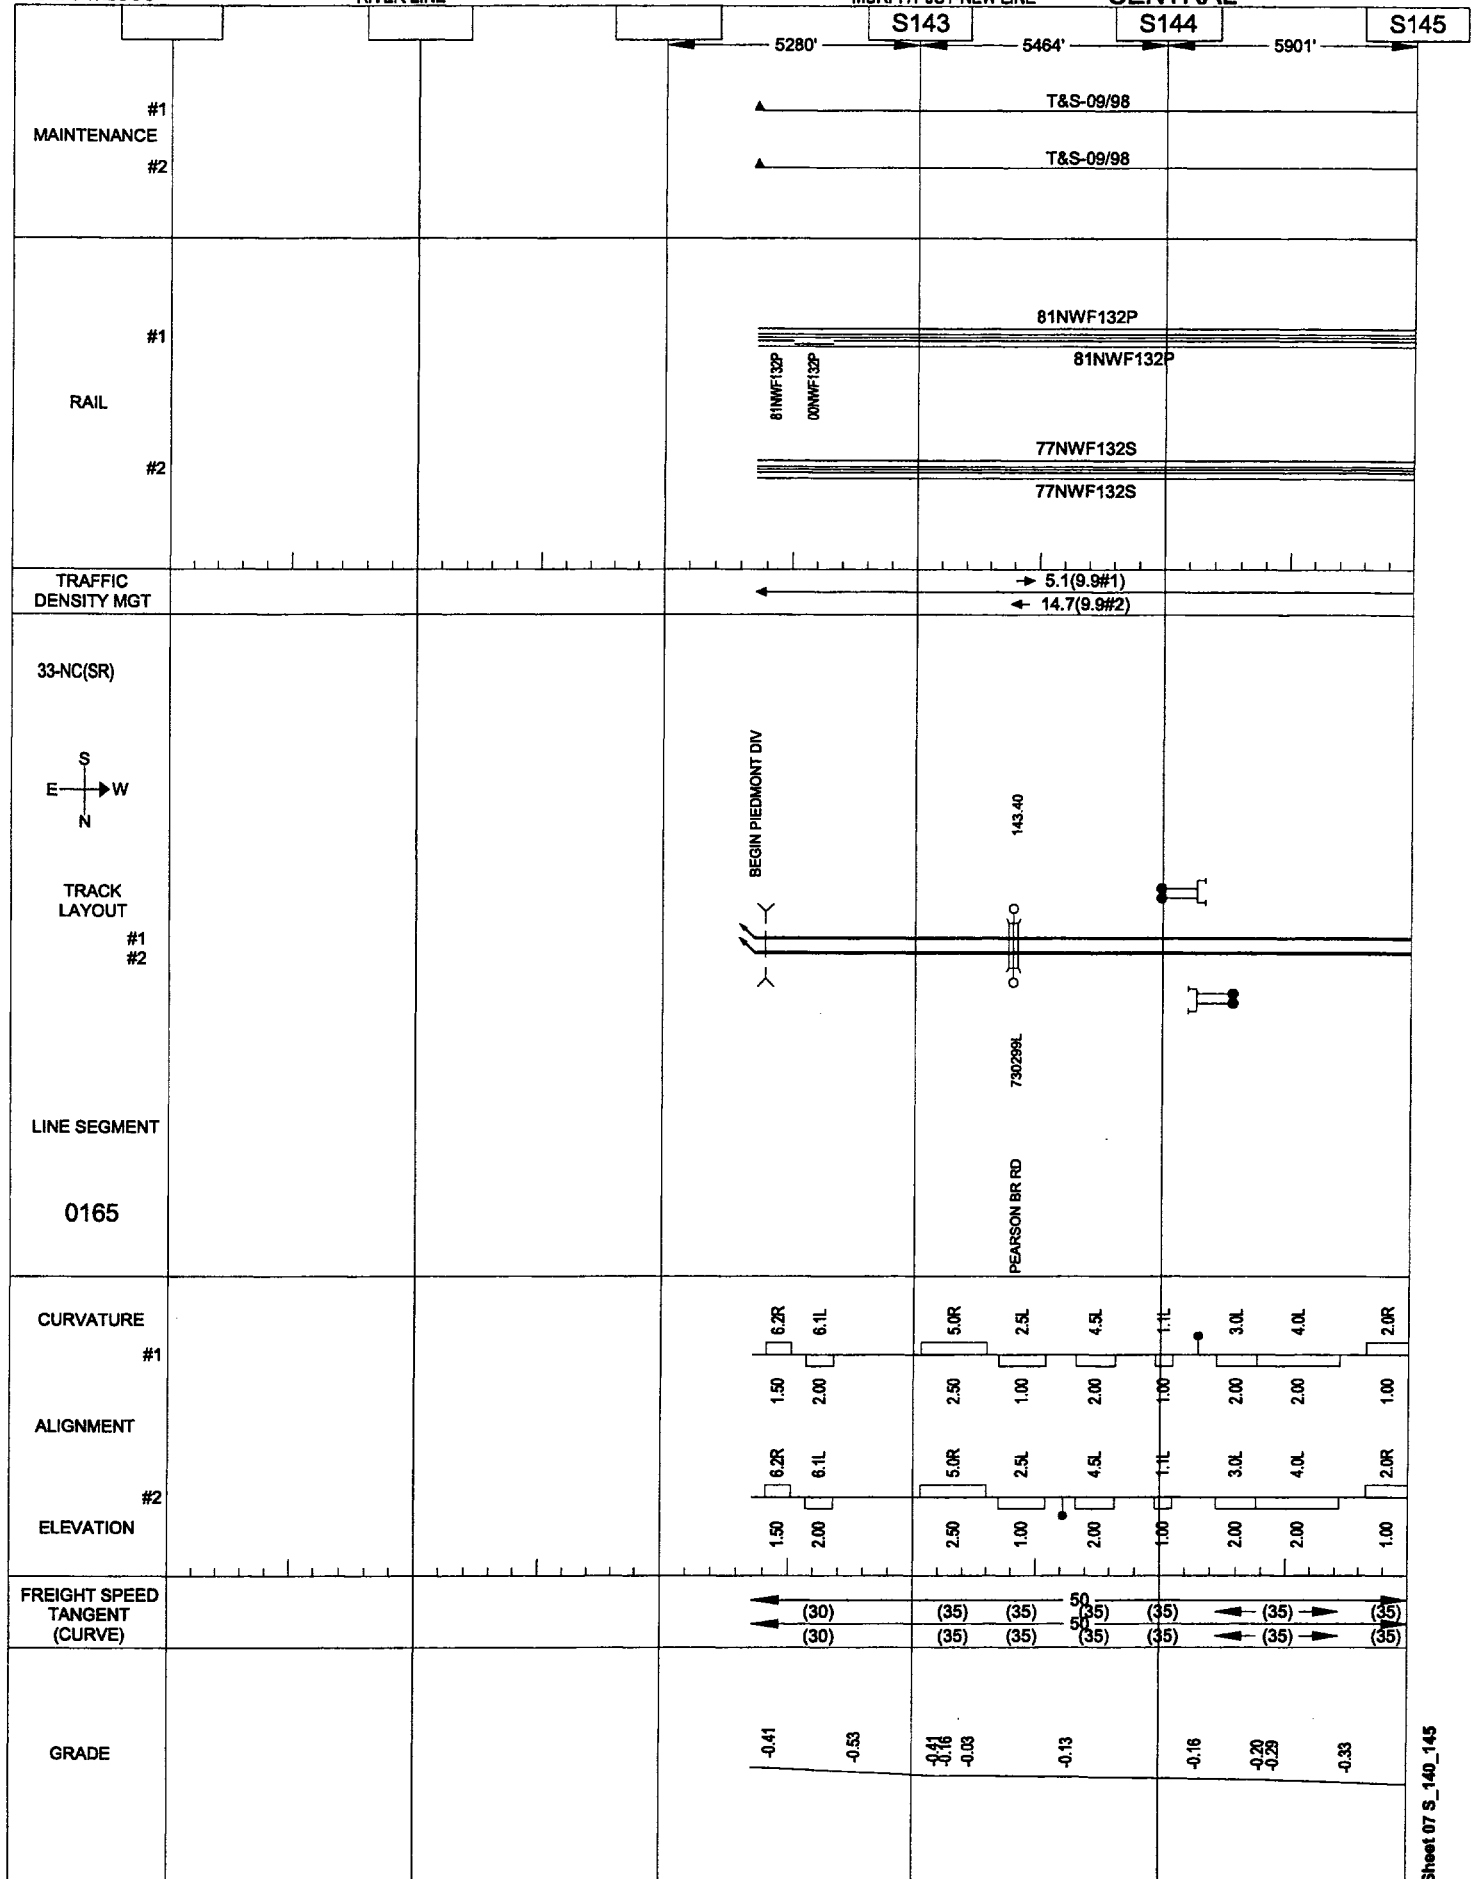 CENTRAL
S143 S144 S145
5280' 5464' 5901'
#1 T&S-09/98
MAINTENANCE
#2 T&S-09/98
81NWF132P
#1
81NWF132P
81NWF132P 00NWF132P
RAIL
77NWF132S
#2
77NWF132S
TRAFFIC
DENSITY MGT
5.1(9.9#1)
14.7(9.9#2)
33-NC(SR)
S
E W
N
BEGIN PIEDMONT DIV
143.40
TRACK
LAYOUT
#1
#2
730299L
LINE SEGMENT
PEARSON BR RD
0165
CURVATURE 6.2R 6.1L 5.0R 2.5L 4.5L 1.1L 3.0L 4.0L 2.0R
#1
1.50 2.00 2.50 1.00 2.00 1.00 2.00 2.00 1.00
ALIGNMENT
6.2R 6.1L 5.0R 2.5L 4.5L 1.1L 3.0L 4.0L 2.0R
#2
ELEVATION 1.50 2.00 2.50 1.00 2.00 1.00 2.00 2.00 1.00
FREIGHT SPEED
TANGENT
(CURVE)
50
(30) (35) (35) (35) (35) (35) (35)
50
(30) (35) (35) (35) (35) (35) (35)
GRADE -0.41 -0.53 -0.41 -0.16 -0.03 -0.13 -0.16 -0.20 -0.29 -0.33
Sheet 07 S_140_145